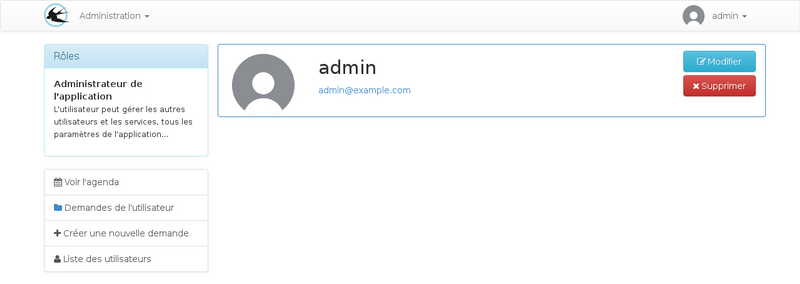 Administration
admin
Rôles
Administrateur de
l'application
L'utilisateur peut gérer les autres
utilisateurs et les services, tous les
paramètres de l'application...
Voir l'agenda
Demandes de l'utilisateur
Créer une nouvelle demande
Liste des utilisateurs
admin
admin@example.com
Modifier
Supprimer